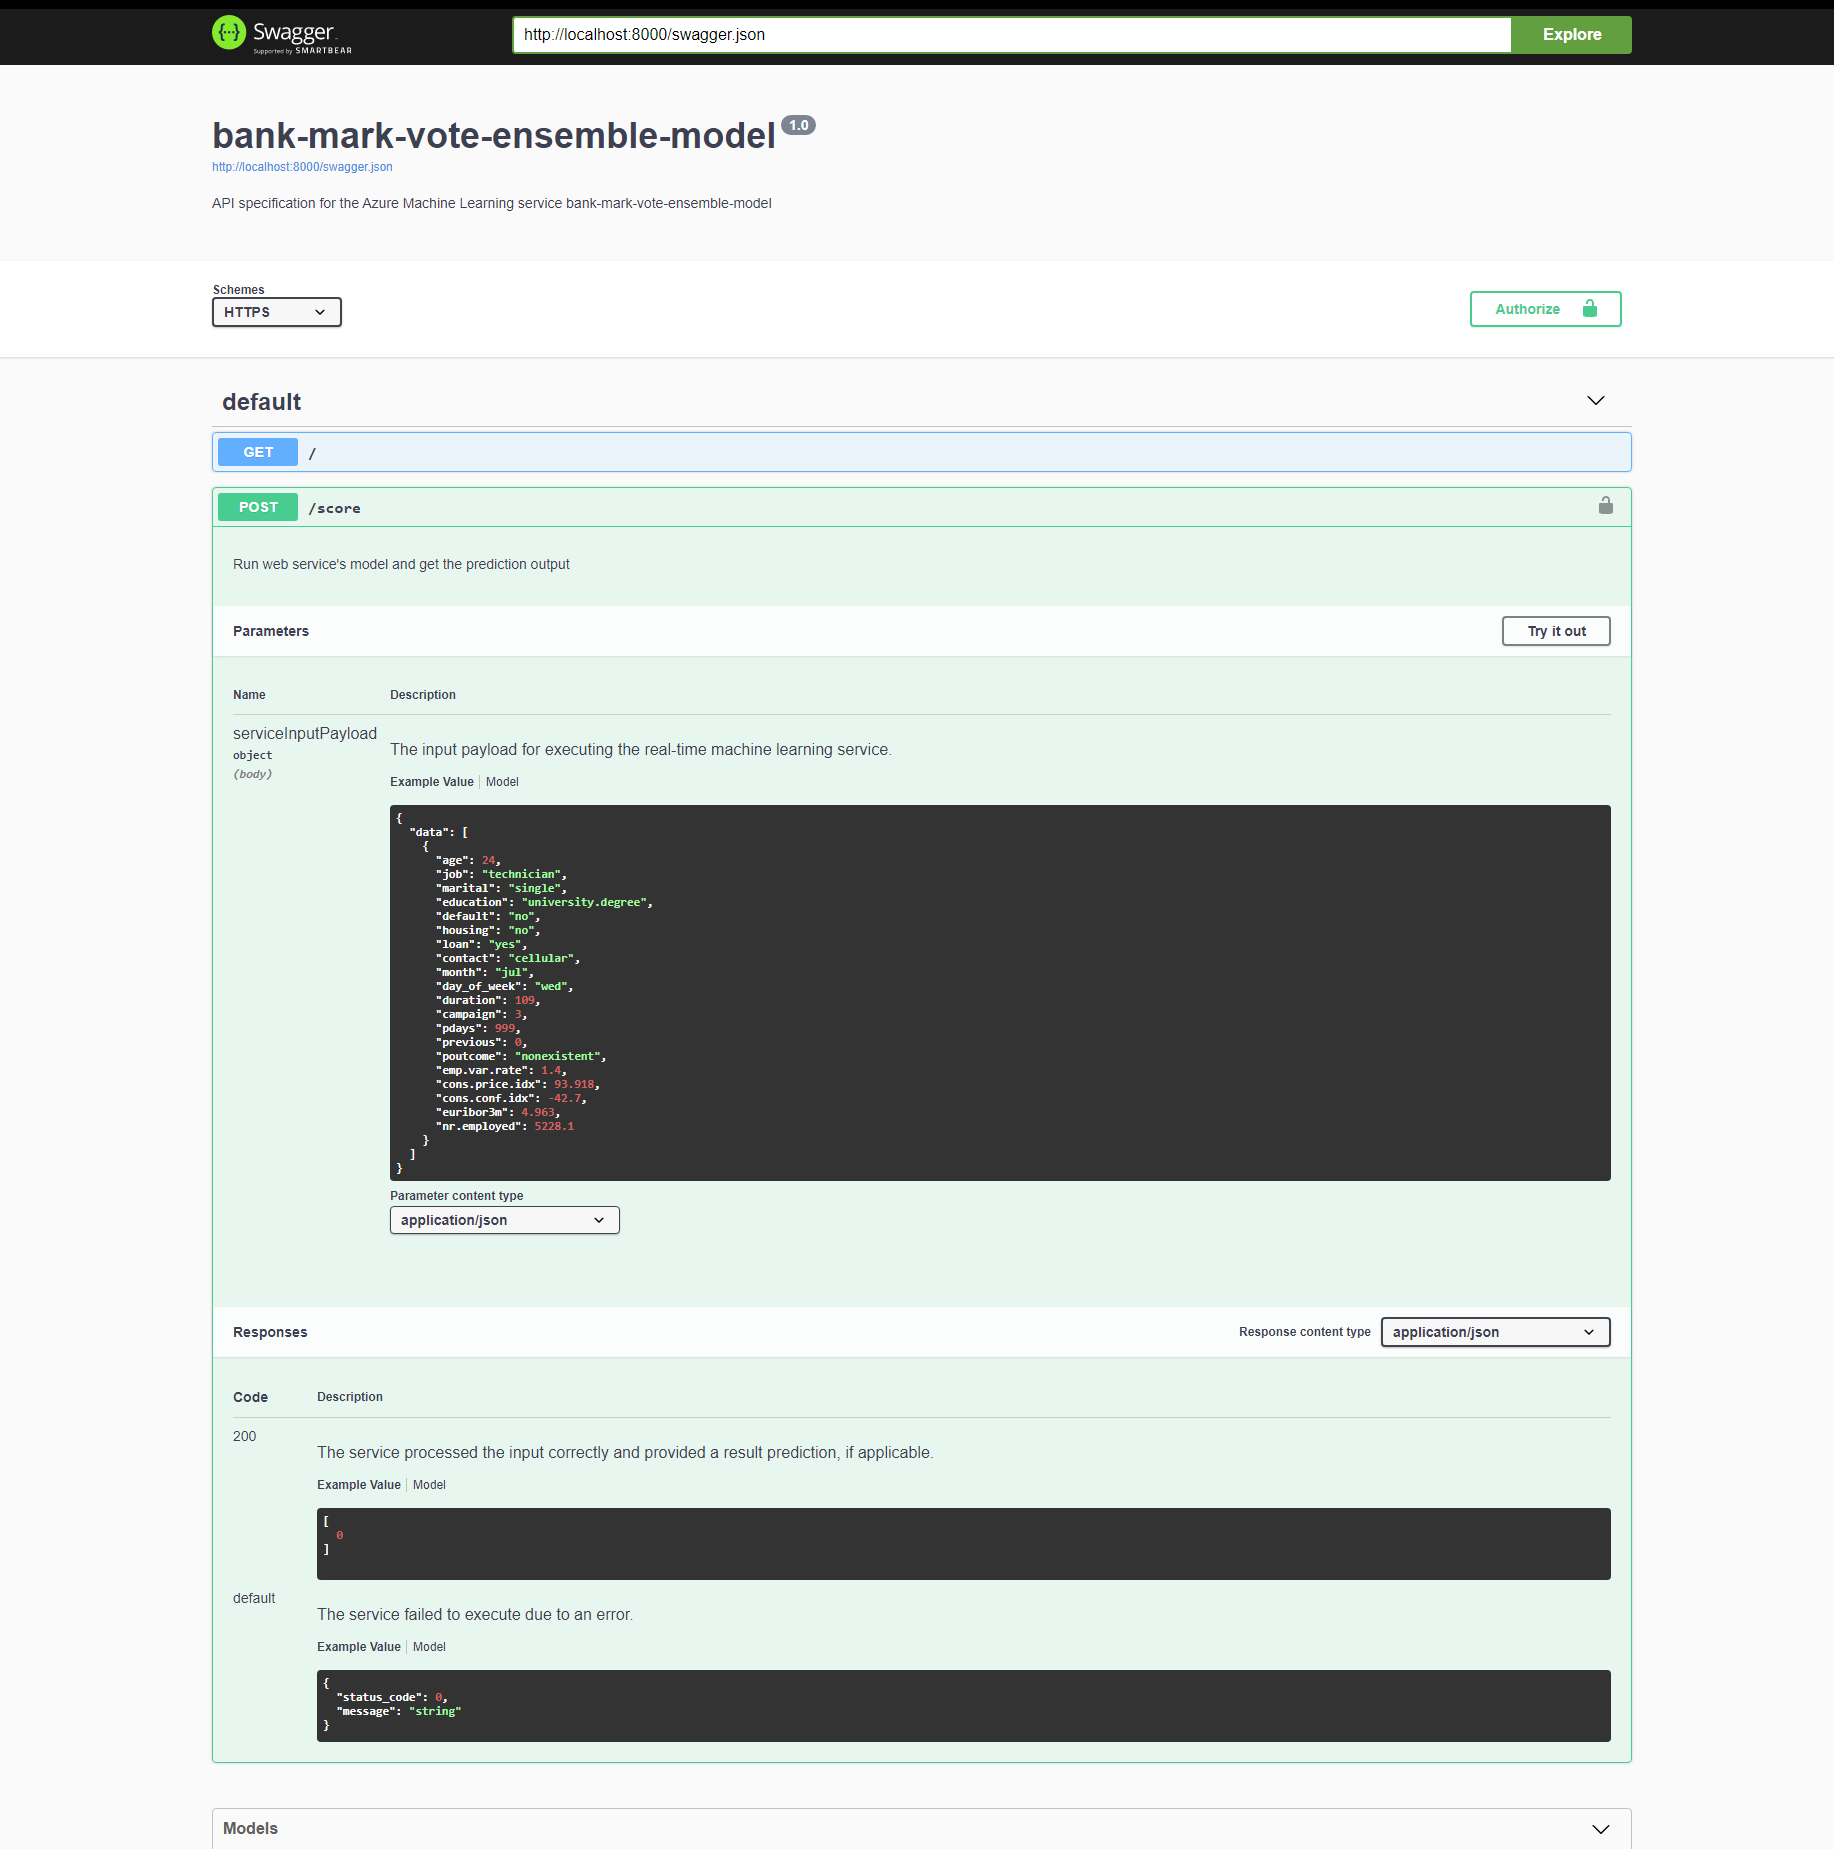 Swagger
Supported by SMARTBEAR
http://localhost:8000/swagger.json
Explore
bank-mark-vote-ensemble-model 1.0
http://localhost:8000/swagger.json
API specification for the Azure Machine Learning service bank-mark-vote-ensemble-model
Schemes
HTTPS
Authorize
default
GET /
POST /score
Run web service's model and get the prediction output
Parameters
Try it out
Name Description
serviceInputPayload
object
(body)
The input payload for executing the real-time machine learning service.
Example Value | Model
{
"data": [
{
"age": 24,
"job": "technician",
"marital": "single",
"education": "university.degree",
"default": "no",
"housing": "no",
"loan": "yes",
"contact": "cellular",
"month": "jul",
"day_of_week": "wed",
"duration": 109,
"campaign": 3,
"pdays": 999,
"previous": 0,
"poutcome": "nonexistent",
"emp.var.rate": 1.4,
"cons.price.idx": 93.918,
"cons.conf.idx": -42.7,
"euribor3m": 4.963,
"nr.employed": 5228.1
}
]
}
Parameter content type
application/json
Responses
Response content type application/json
Code Description
200
The service processed the input correctly and provided a result prediction, if applicable.
Example Value | Model
[
0
]
default
The service failed to execute due to an error.
Example Value | Model
{
"status_code": 0,
"message": "string"
}
Models